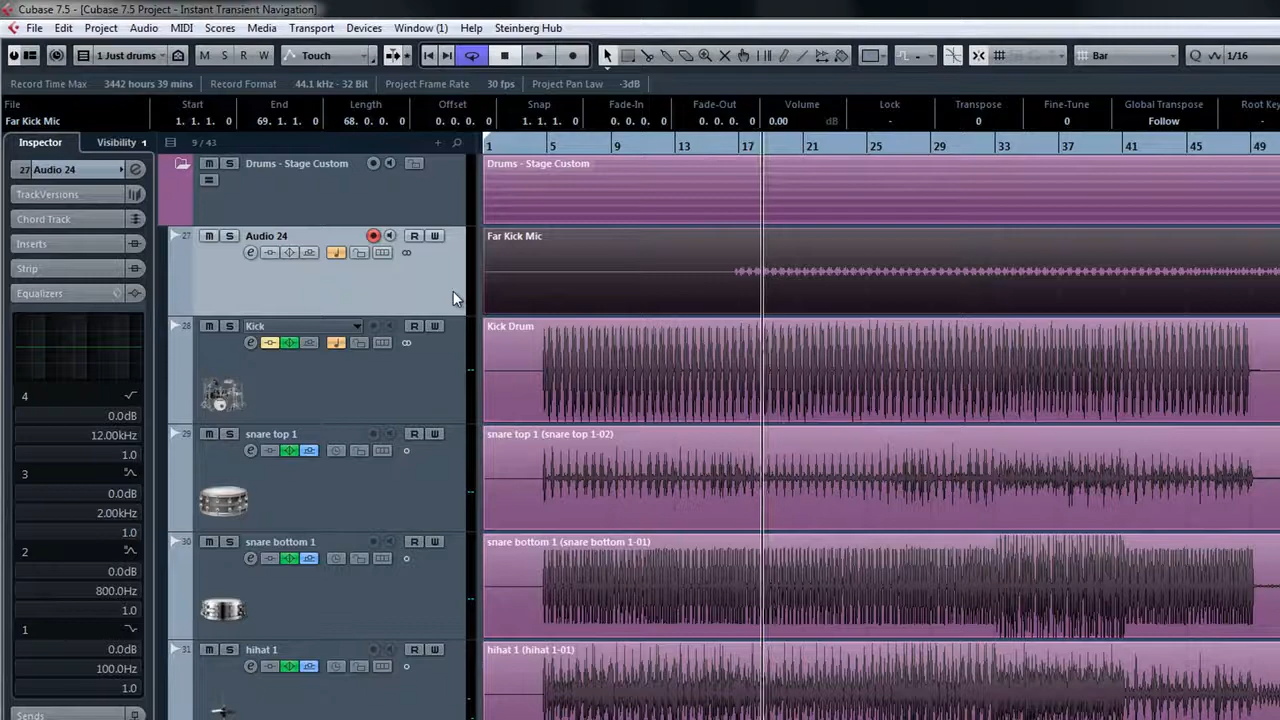 Cubase 7.5 - [Cubase 7.5 Project - Instant Transient Navigation]
File Edit Project Audio MIDI Scores Media Transport Devices Window (1) Help Steinberg Hub
1 Just drums M S L R W A Touch Bar Q 1/16
Record Time Max 3442 hours 39 mins Record Format 44.1 kHz - 32 Bit Project Frame Rate 30 fps Project Pan Law -3dB
File Start End Length Offset Snap Fade-In Fade-Out Volume Lock Transpose Fine-Tune Global Transpose Root Key
Far Kick Mic 1. 1. 1. 0 69. 1. 1. 0 68. 0. 0. 0 0. 0. 0. 0 1. 1. 1. 0 0. 0. 0. 0 0. 0. 0. 0 0.00 dB - 0 0 Follow -
Inspector Visibility 1 9 / 43 + 1 5 9 13 17 21 25 29 33 37 41 45 49
27 Audio 24 m S Drums - Stage Custom Drums - Stage Custom
TrackVersions
Chord Track
Inserts
Strip
Equalizers
27 m S Audio 24 R W Far Kick Mic
e
28 m S Kick R W Kick Drum
e
4
0.0dB
12.00kHz
1.0
3
0.0dB
2.00kHz
1.0
2
0.0dB
800.0Hz
1.0
1
0.0dB
100.0Hz
1.0
Sends
29 m S snare top 1 R W snare top 1 (snare top 1-02)
e
30 m S snare bottom 1 R W snare bottom 1 (snare bottom 1-01)
e
31 m S hihat 1 R W hihat 1 (hihat 1-01)
e